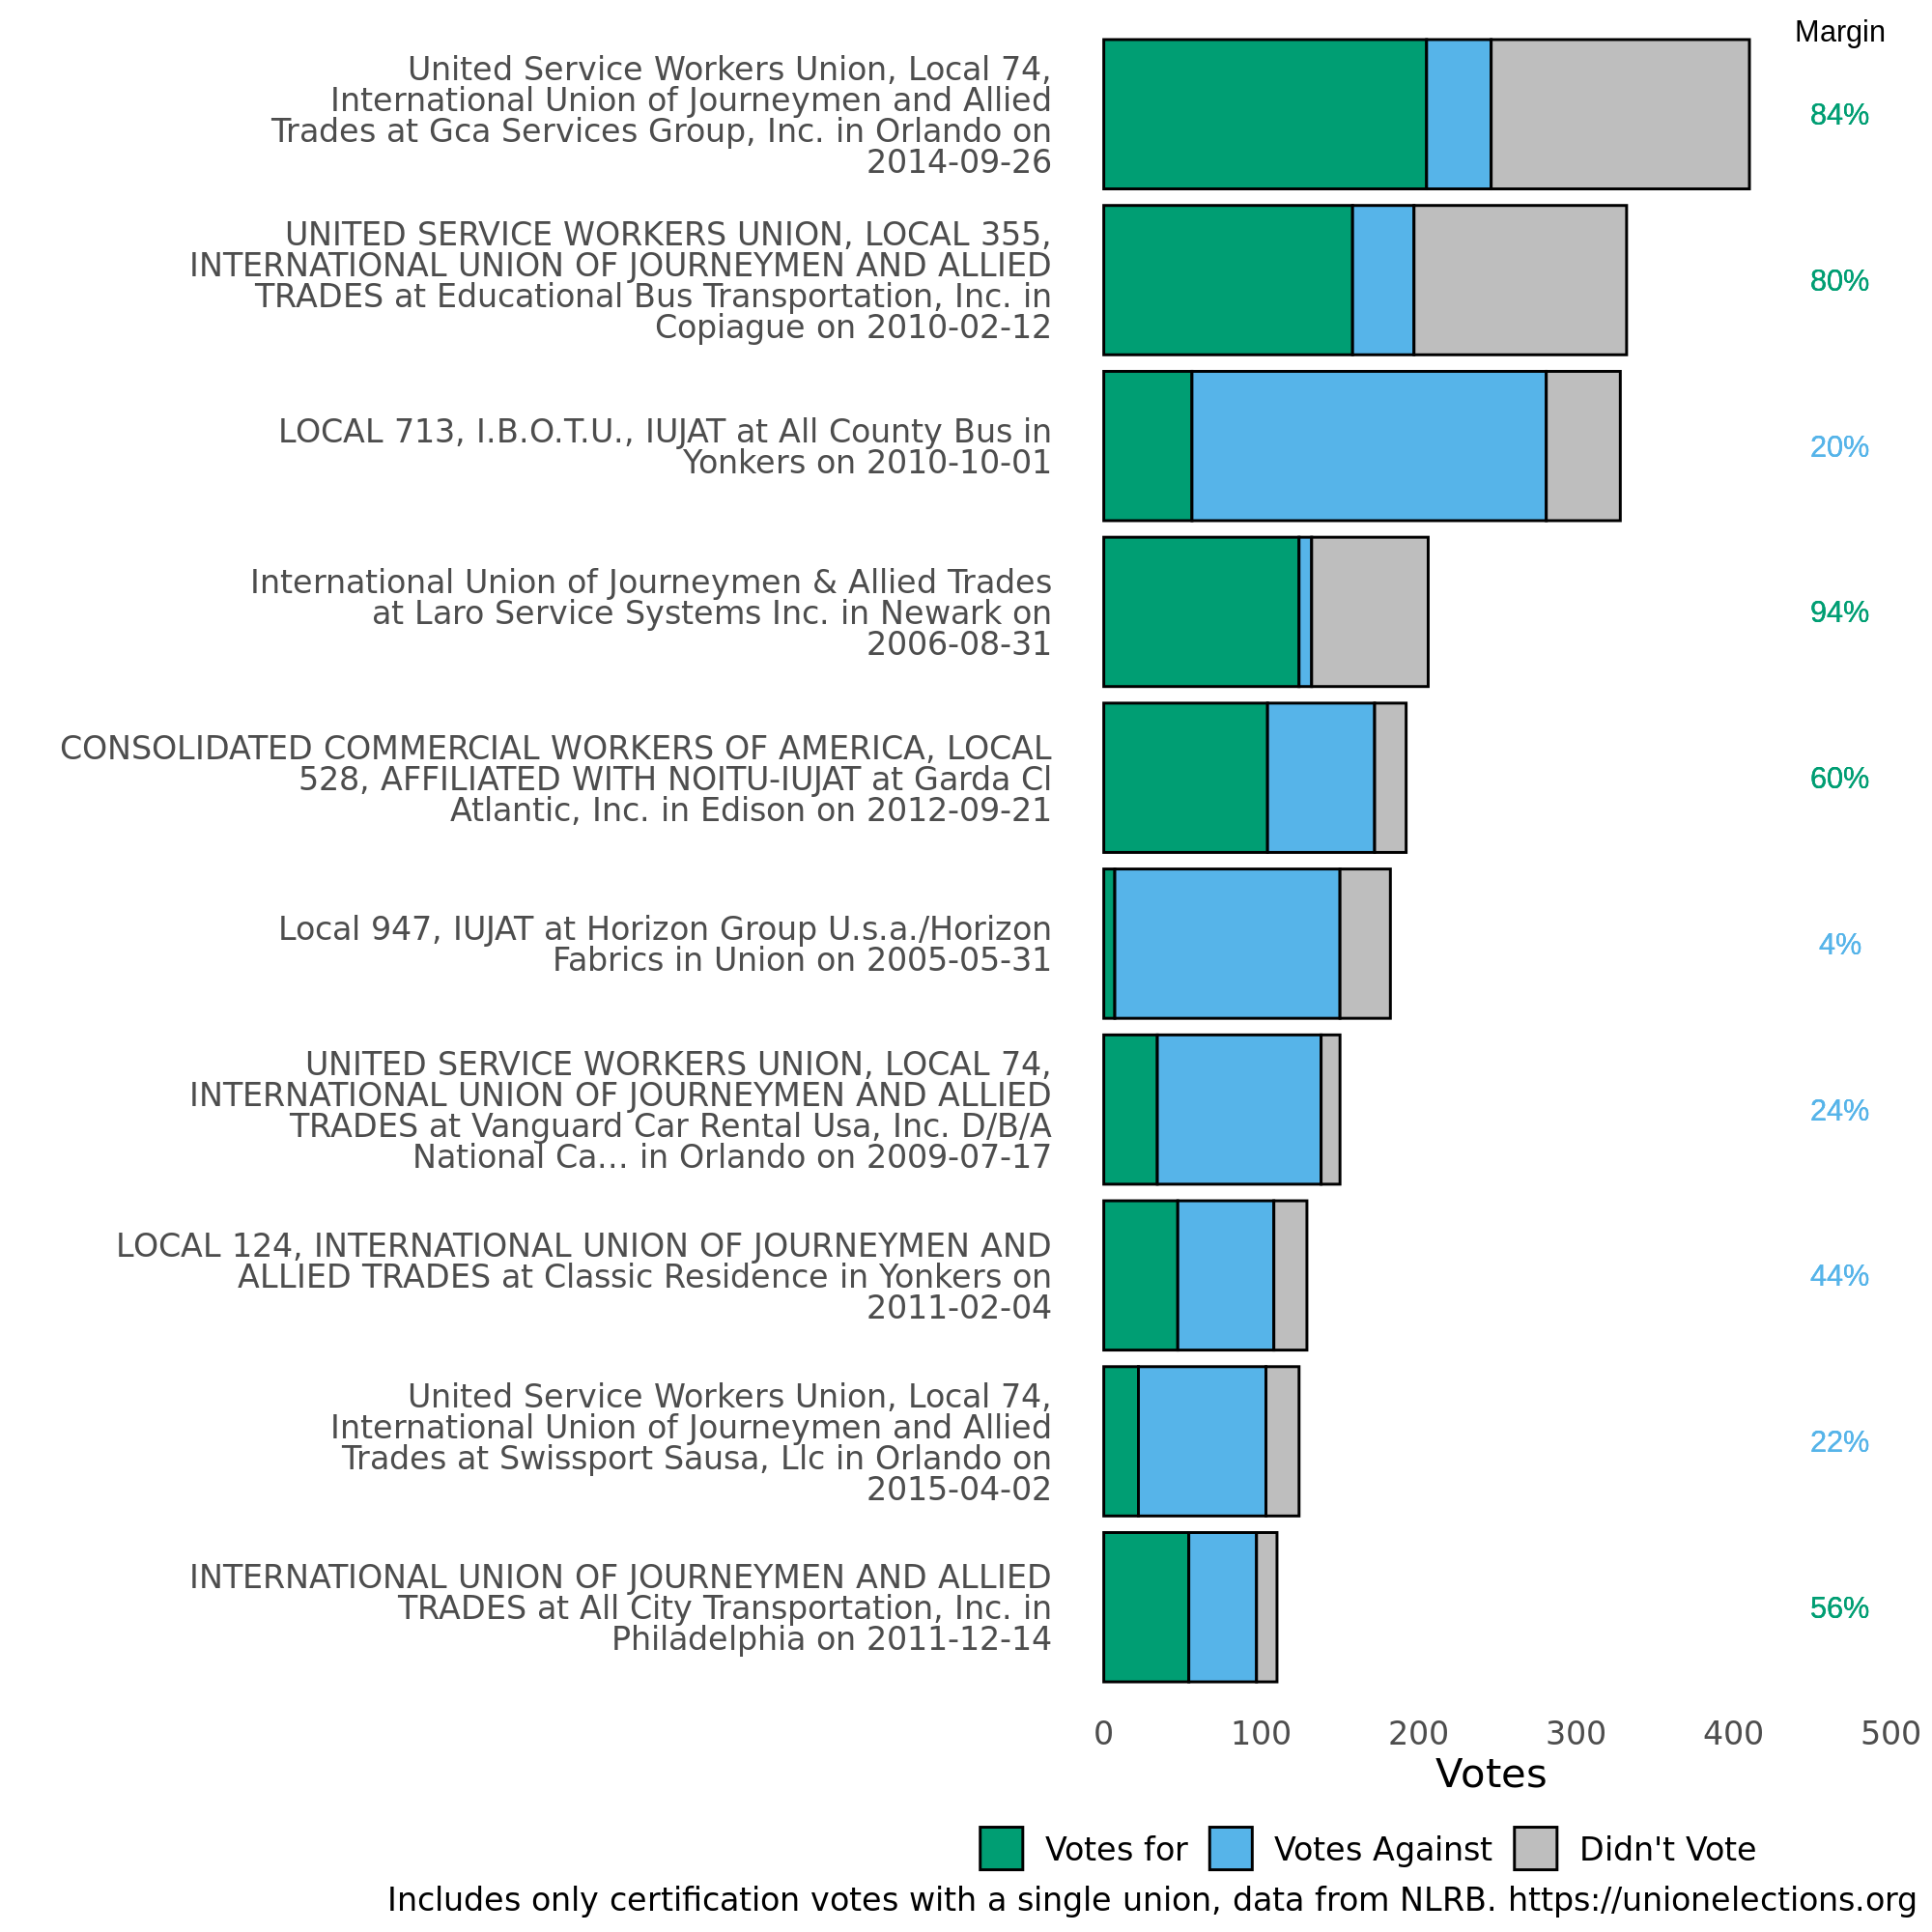 Margin
United Service Workers Union, Local 74,
International Union of Journeymen and Allied
Trades at Gca Services Group, Inc. in Orlando on
2014-09-26
84%
UNITED SERVICE WORKERS UNION, LOCAL 355,
INTERNATIONAL UNION OF JOURNEYMEN AND ALLIED
TRADES at Educational Bus Transportation, Inc. in
Copiague on 2010-02-12
80%
LOCAL 713, I.B.O.T.U., IUJAT at All County Bus in
Yonkers on 2010-10-01
20%
International Union of Journeymen & Allied Trades
at Laro Service Systems Inc. in Newark on
2006-08-31
94%
CONSOLIDATED COMMERCIAL WORKERS OF AMERICA, LOCAL
528, AFFILIATED WITH NOITU-IUJAT at Garda Cl
Atlantic, Inc. in Edison on 2012-09-21
60%
Local 947, IUJAT at Horizon Group U.s.a./Horizon
Fabrics in Union on 2005-05-31
4%
UNITED SERVICE WORKERS UNION, LOCAL 74,
INTERNATIONAL UNION OF JOURNEYMEN AND ALLIED
TRADES at Vanguard Car Rental Usa, Inc. D/B/A
National Ca... in Orlando on 2009-07-17
24%
LOCAL 124, INTERNATIONAL UNION OF JOURNEYMEN AND
ALLIED TRADES at Classic Residence in Yonkers on
2011-02-04
44%
United Service Workers Union, Local 74,
International Union of Journeymen and Allied
Trades at Swissport Sausa, Llc in Orlando on
2015-04-02
22%
INTERNATIONAL UNION OF JOURNEYMEN AND ALLIED
TRADES at All City Transportation, Inc. in
Philadelphia on 2011-12-14
56%
0 100 200 300 400 500
Votes
Votes for Votes Against Didn't Vote
Includes only certification votes with a single union, data from NLRB. https://unionelections.org